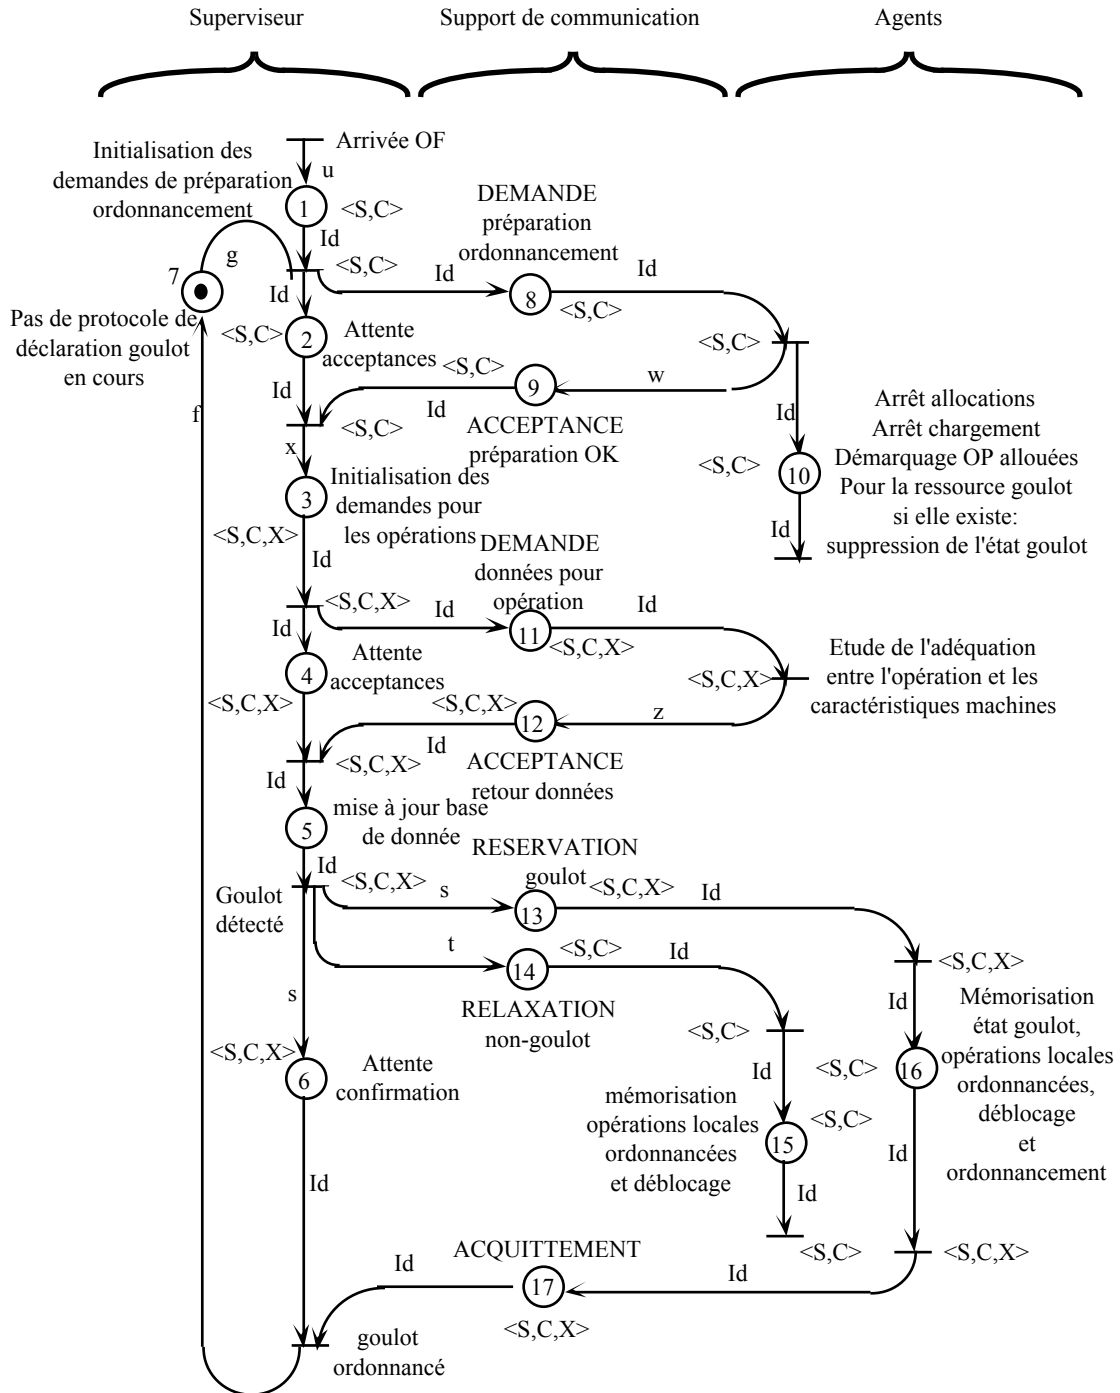 Superviseur
Support de communication
Agents
Arrivée OF
Initialisation des
demandes de préparation
ordonnancement
u
1
<S,C>
Id
DEMANDE
préparation
ordonnancement
7
g
<S,C>
Id
Id
8
<S,C>
Id
Pas de protocole de
déclaration goulot
en cours
<S,C>
2
Attente
acceptances
<S,C>
<S,C>
9
w
Id
Id
<S,C>
ACCEPTANCE
préparation OK
f
x
Id
Arrêt allocations
Arrêt chargement
Démarquage OP allouées
Pour la ressource goulot
si elle existe:
suppression de l'état goulot
<S,C>
10
Id
3
Initialisation des
demandes pour
les opérations
<S,C,X>
Id
DEMANDE
données pour
opération
<S,C,X>
Id
Id
11
<S,C,X>
Id
4
Attente
acceptances
<S,C,X>
<S,C,X>
Etude de l'adéquation
entre l'opération et les
caractéristiques machines
<S,C,X>
12
z
Id
<S,C,X>
ACCEPTANCE
retour données
Id
5
mise à jour base
de donnée
Id
RESERVATION
goulot
<S,C,X>
s
13
<S,C,X>
Id
Goulot
détecté
t
14
<S,C>
Id
RELAXATION
non-goulot
<S,C,X>
Id
Mémorisation
état goulot,
opérations locales
ordonnancées,
déblocage
et
ordonnancement
s
<S,C,X>
6
Attente
confirmation
<S,C>
Id
<S,C>
16
mémorisation
opérations locales
ordonnancées
et déblocage
15
<S,C>
Id
Id
<S,C>
<S,C,X>
Id
ACQUITTEMENT
Id
17
Id
<S,C,X>
goulot
ordonnancé